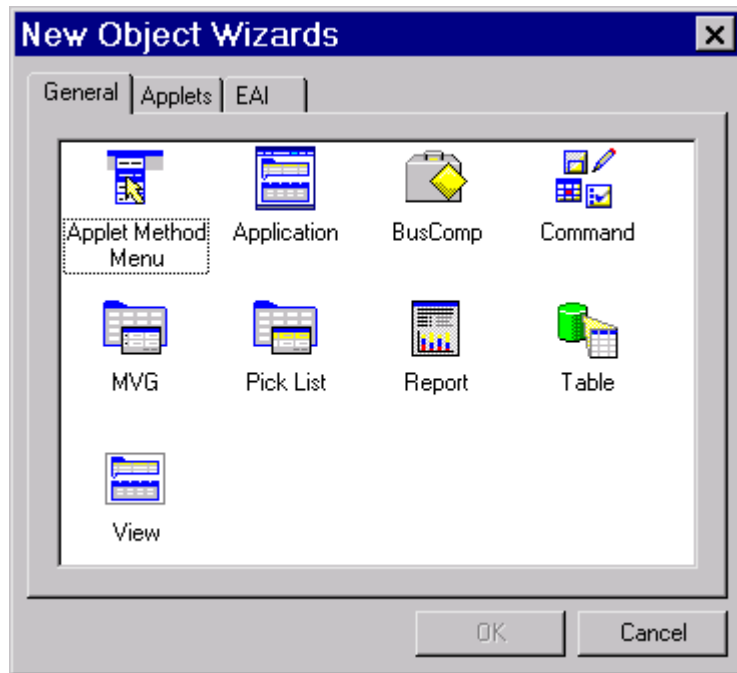 New Object Wizards
General Applets EAI
Applet Method Menu
Application
BusComp
Command
MVG
Pick List
Report
Table
View
OK Cancel